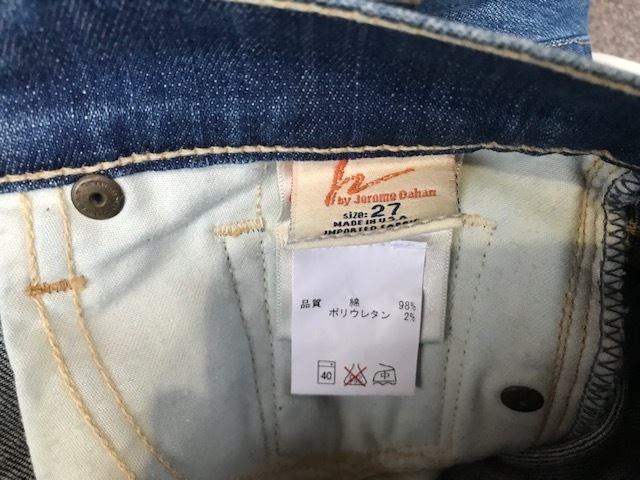 by Jerome Dahan
size: 27
MADE IN U.S.A
IMPORTED FABRIC
品質 綿 98%
ポリウレタン 2%
40 中